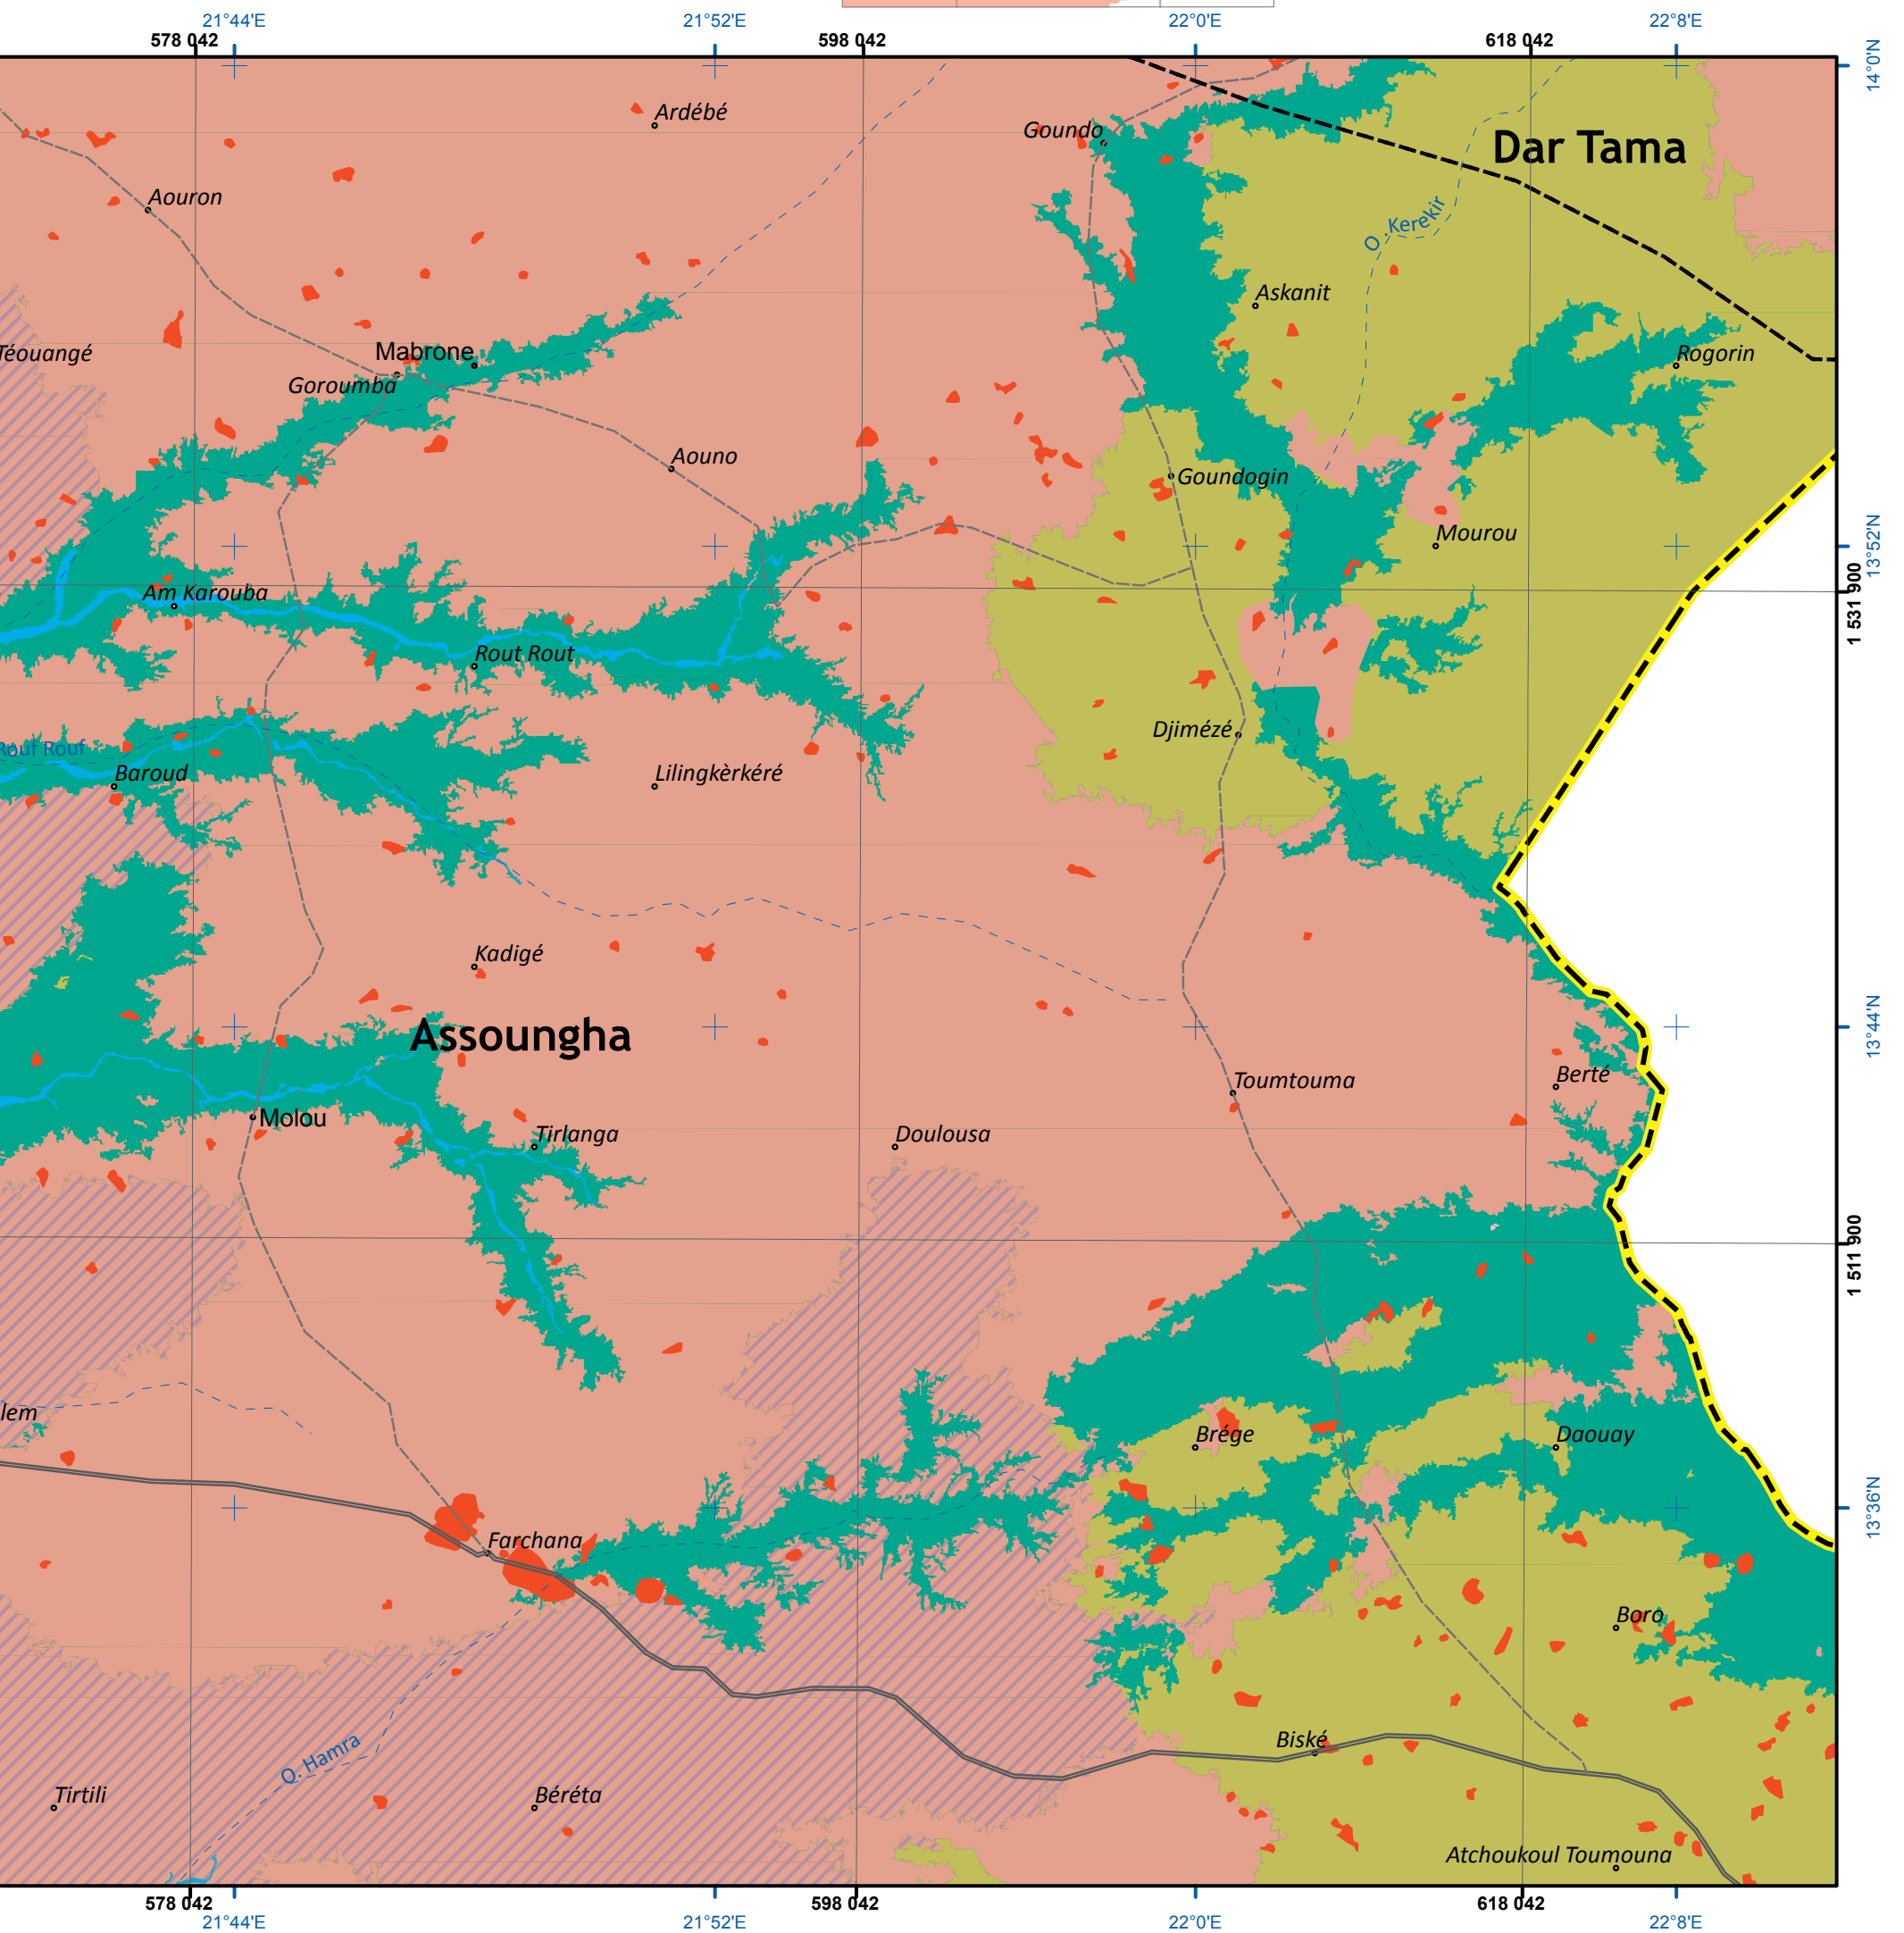 21°44'E
21°52'E
22°0'E
22°8'E
578 042
598 042
618 042
14°0'N
Ardébé
Goundo
Dar Tama
Aouron
O .Kerekir
Askanit
Téouangé
Mabrone
Rogorin
Goroumba
Aouno
Goundogin
Mourou
13°52'N
Am Karouba
1 531 900
Rout Rout
Djimézé
Rouf Rouf
Baroud
Lilingkèrkéré
Kadigé
Assoungha
13°44'N
Toumtouma
Berté
Molou
Tirlanga
Doulousa
1 511 900
lem
Brége
Daouay
13°36'N
Farchana
Boro
O. Hamra
Biské
Tirtili
Béréta
Atchoukoul Toumouna
578 042
598 042
618 042
21°44'E
21°52'E
22°0'E
22°8'E